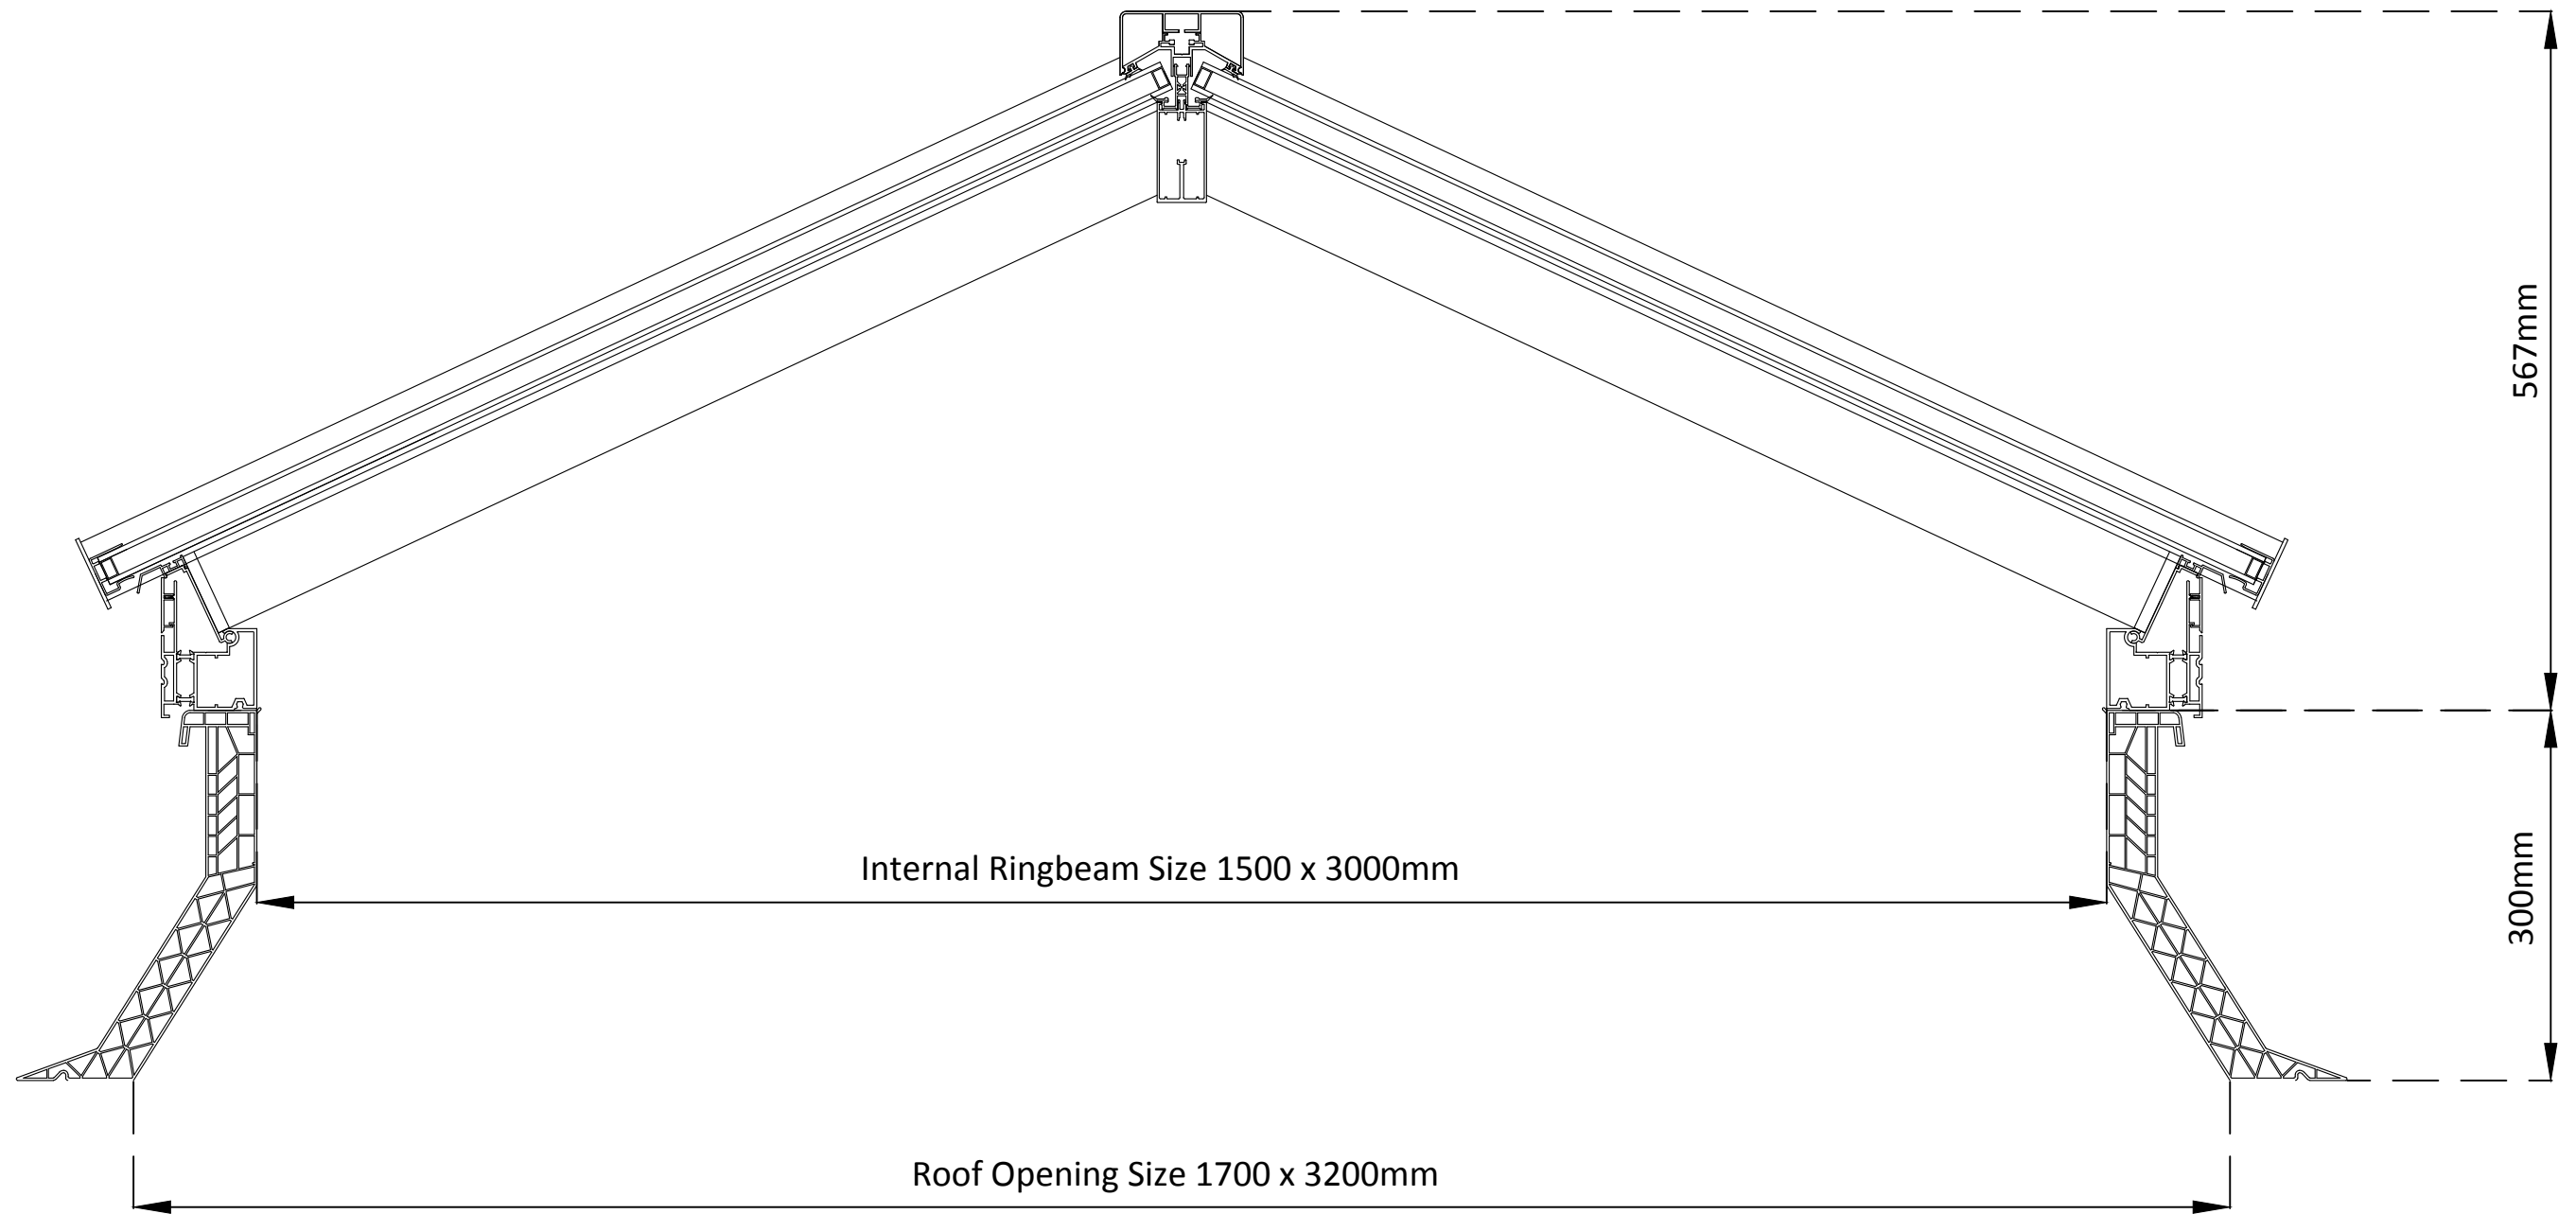 567mm
Internal Ringbeam Size 1500 x 3000mm
300mm
Roof Opening Size 1700 x 3200mm